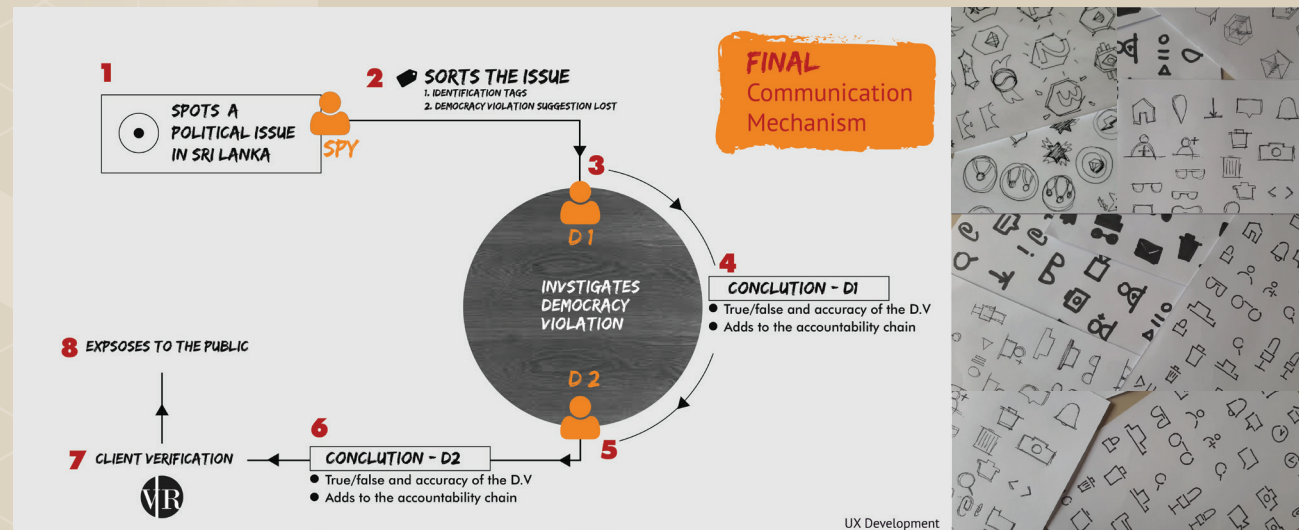 FINAL
Communication
Mechanism
1
SPOTS A
POLITICAL ISSUE
IN SRI LANKA
SPY
2
SORTS THE ISSUE
1. IDENTIFICATION TAGS
2. DEMOCRACY VIOLATION SUGGESTION LOST
3
D 1
INVSTIGATES
DEMOCRACY
VIOLATION
4
CONCLUTION - D1
● True/false and accuracy of the D.V
● Adds to the accountability chain
D 2
5
6
CONCLUTION - D2
● True/false and accuracy of the D.V
● Adds to the accountability chain
7 CLIENT VERIFICATION
VR
8 EXPSOSES TO THE PUBLIC
UX Development